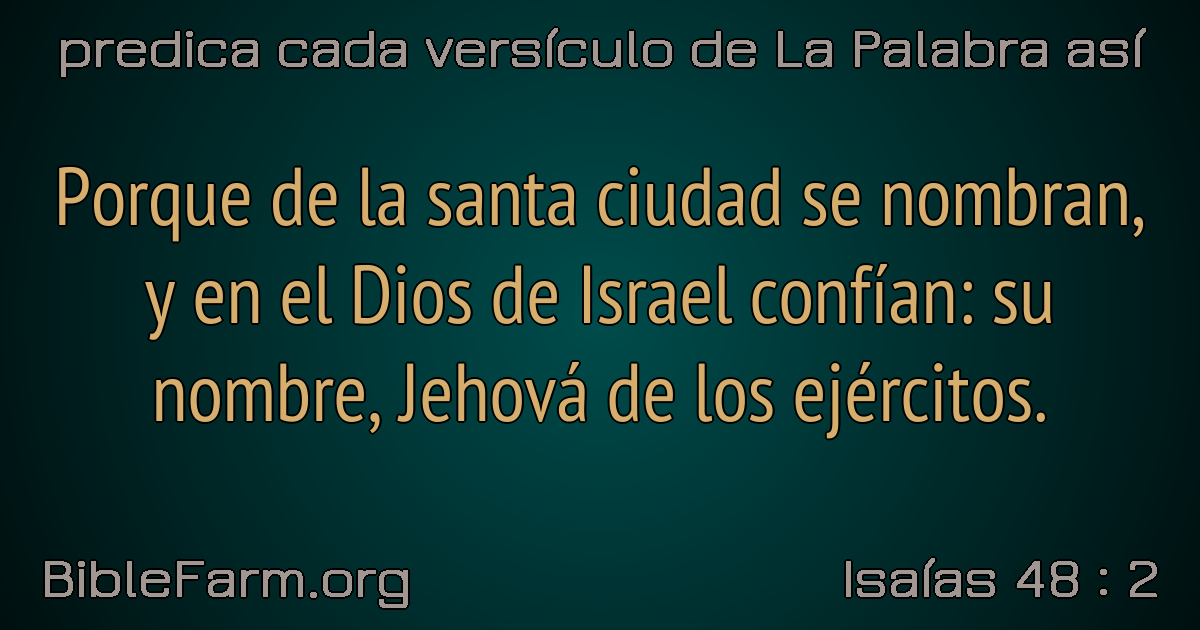 predica cada versículo de La Palabra así
Porque de la santa ciudad se nombran,
y en el Dios de Israel confían: su
nombre, Jehová de los ejércitos.
BibleFarm.org
Isaías 48 : 2